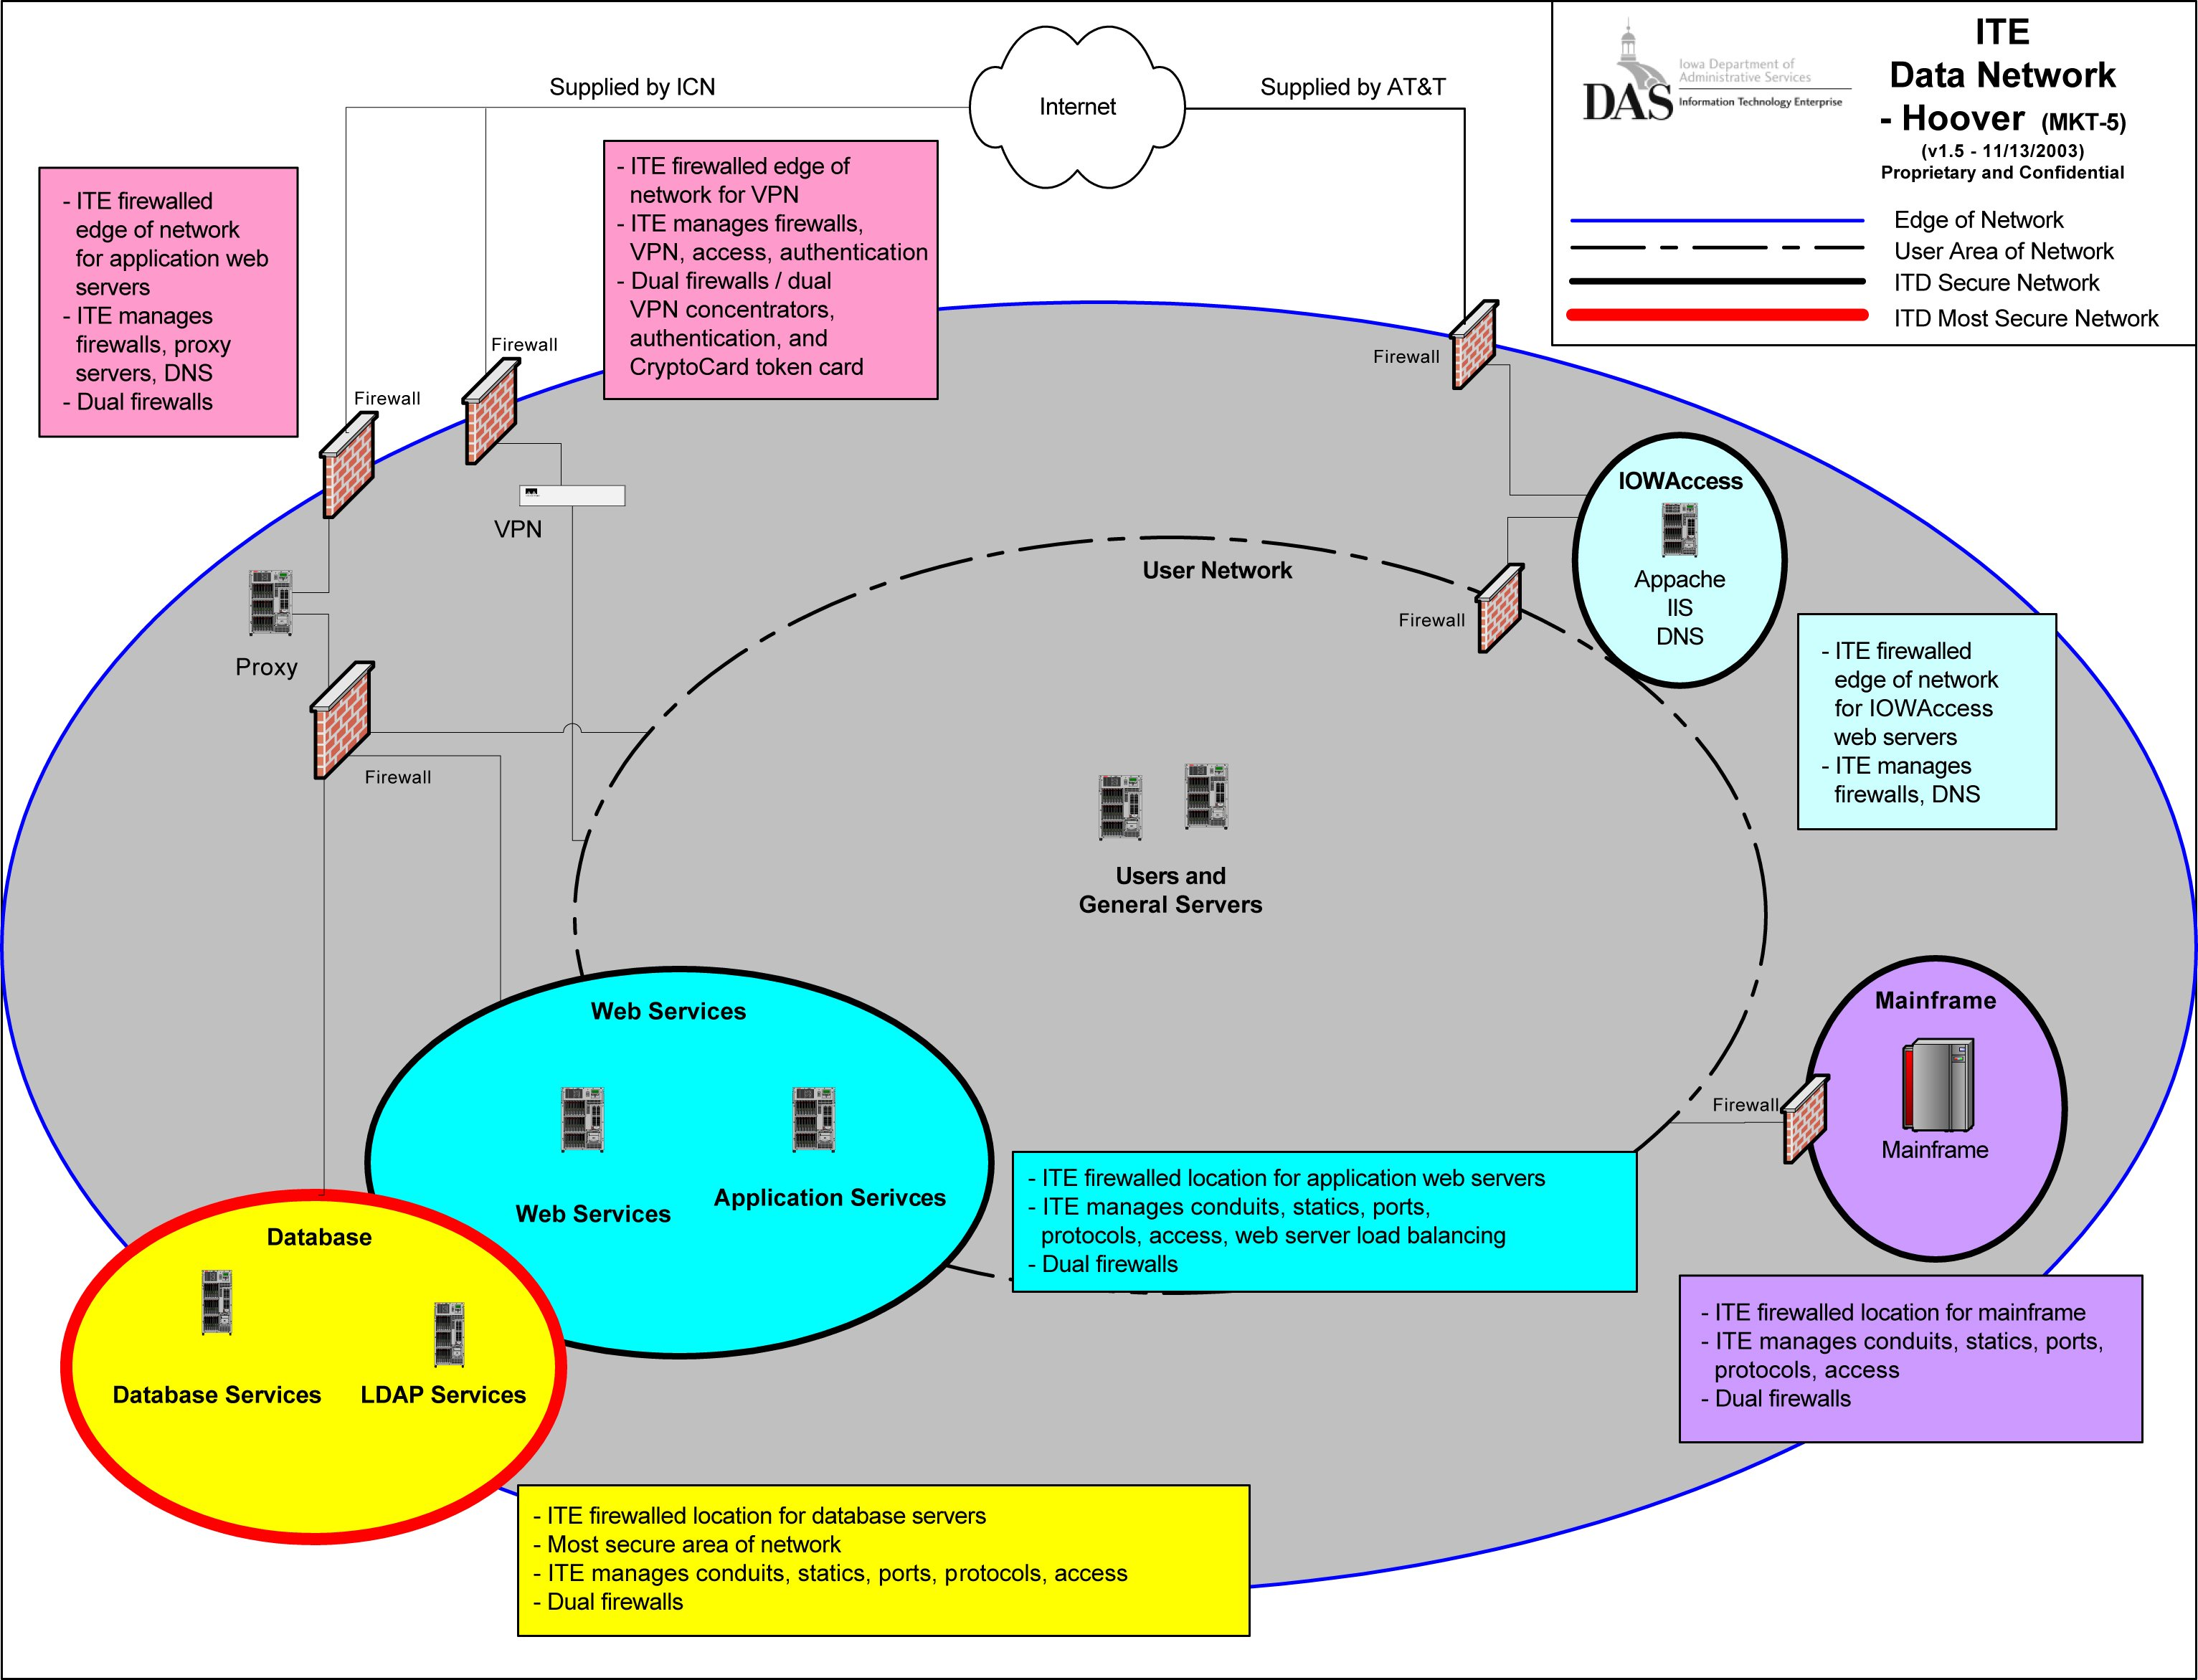 ITE
Data Network
- Hoover (MKT-5)
(v1.5 - 11/13/2003)
Proprietary and Confidential
Iowa Department of
Administrative Services
DAS
Information Technology Enterprise
Edge of Network
User Area of Network
ITD Secure Network
ITD Most Secure Network
Supplied by ICN
Internet
Supplied by AT&T
- ITE firewalled
edge of network
for application web
servers
- ITE manages
firewalls, proxy
servers, DNS
- Dual firewalls
- ITE firewalled edge of
network for VPN
- ITE manages firewalls,
VPN, access, authentication
- Dual firewalls / dual
VPN concentrators,
authentication, and
CryptoCard token card
Firewall
Firewall
Firewall
VPN
Proxy
Firewall
User Network
Firewall
IOWAccess
Appache
IIS
DNS
- ITE firewalled
edge of network
for IOWAccess
web servers
- ITE manages
firewalls, DNS
Users and
General Servers
Web Services
Web Services
Application Serivces
- ITE firewalled location for application web servers
- ITE manages conduits, statics, ports,
protocols, access, web server load balancing
- Dual firewalls
Mainframe
Firewall
Mainframe
- ITE firewalled location for mainframe
- ITE manages conduits, statics, ports,
protocols, access
- Dual firewalls
Database
Database Services
LDAP Services
- ITE firewalled location for database servers
- Most secure area of network
- ITE manages conduits, statics, ports, protocols, access
- Dual firewalls